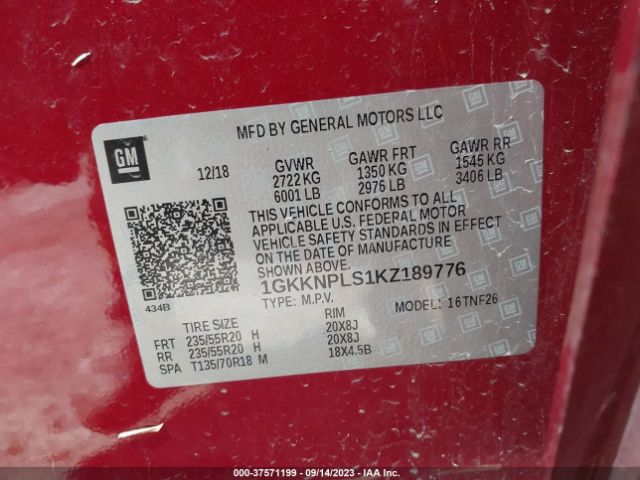 MFD BY GENERAL MOTORS LLC
GM
12/18 GVWR GAWR FRT GAWR RR
2722 KG 1350 KG 1545 KG
6001 LB 2976 LB 3406 LB
THIS VEHICLE CONFORMS TO ALL
APPLICABLE U.S. FEDERAL MOTOR
VEHICLE SAFETY STANDARDS IN EFFECT
ON THE DATE OF MANUFACTURE
SHOWN ABOVE.
1GKKNPLS1KZ189776
434B
TYPE: M.P.V. MODEL: 16TNF26
TIRE SIZE RIM
FRT 235/55R20 H 20X8J
RR 235/55R20 H 20X8J
SPA T135/70R18 M 18X4.5B
000-37571199 - 09/14/2023 - IAA Inc.